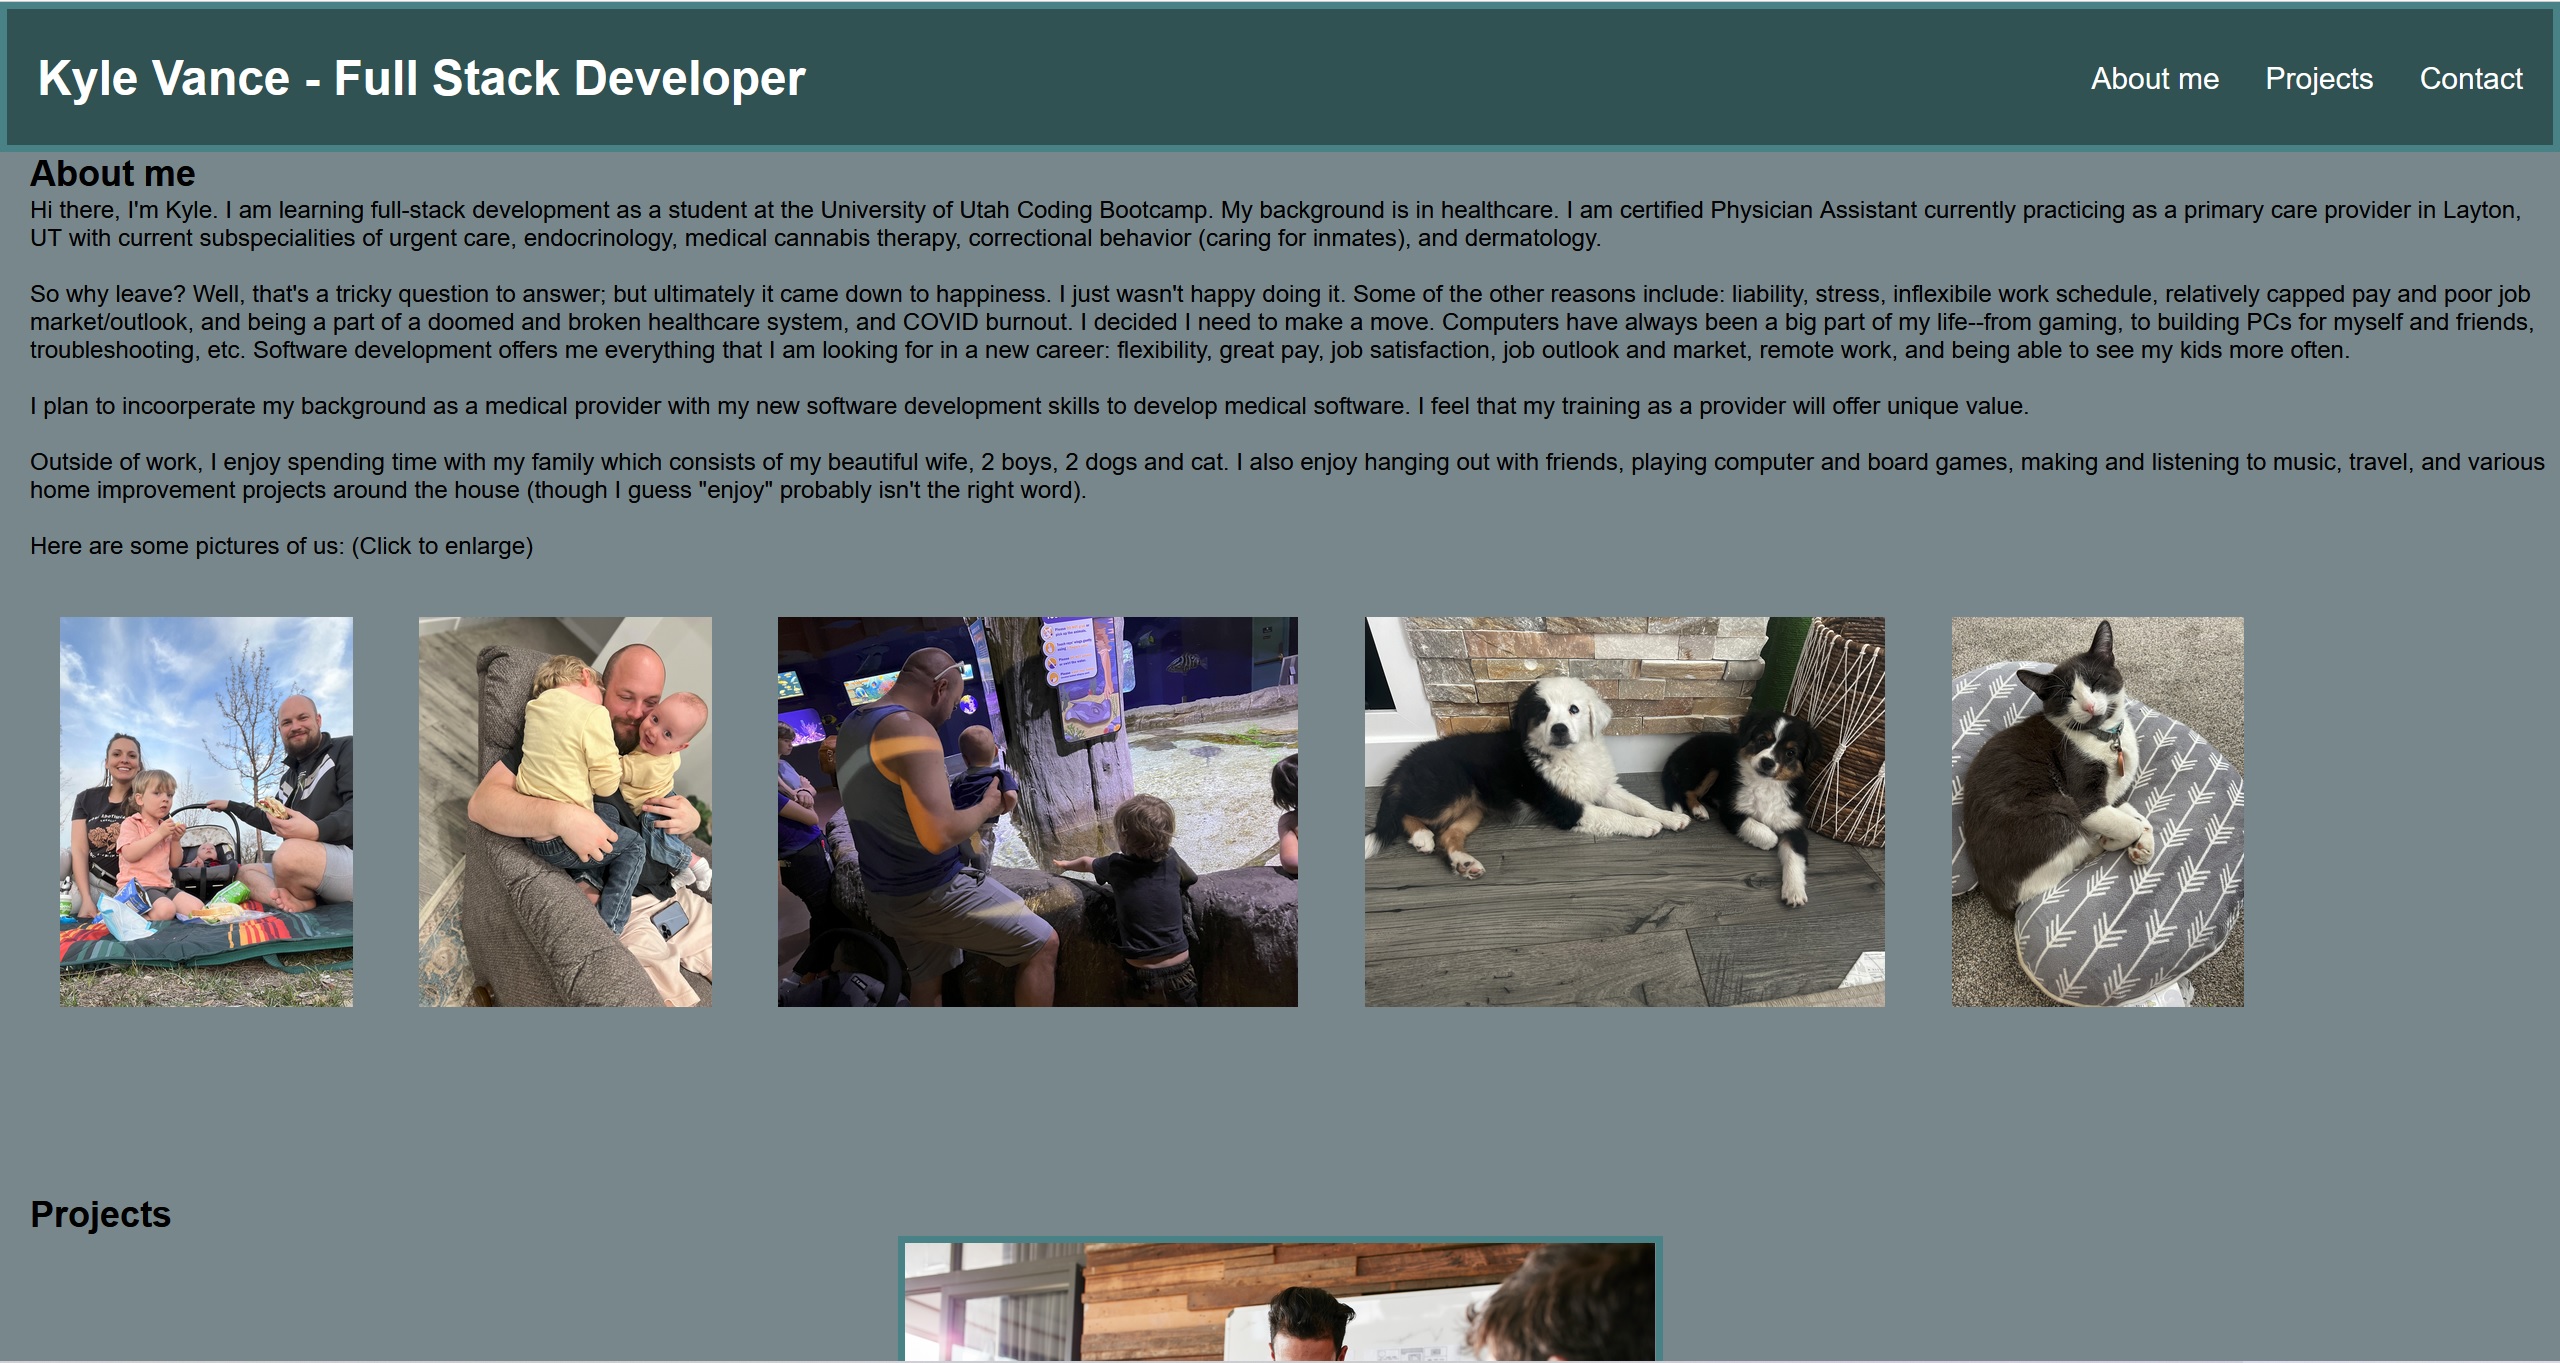 Kyle Vance - Full Stack Developer
About me
Projects
Contact
About me
Hi there, I'm Kyle. I am learning full-stack development as a student at the University of Utah Coding Bootcamp. My background is in healthcare. I am certified Physician Assistant currently practicing as a primary care provider in Layton,
UT with current subspecialities of urgent care, endocrinology, medical cannabis therapy, correctional behavior (caring for inmates), and dermatology.
So why leave? Well, that's a tricky question to answer; but ultimately it came down to happiness. I just wasn't happy doing it. Some of the other reasons include: liability, stress, inflexibile work schedule, relatively capped pay and poor job
market/outlook, and being a part of a doomed and broken healthcare system, and COVID burnout. I decided I need to make a move. Computers have always been a big part of my life--from gaming, to building PCs for myself and friends,
troubleshooting, etc. Software development offers me everything that I am looking for in a new career: flexibility, great pay, job satisfaction, job outlook and market, remote work, and being able to see my kids more often.
I plan to incoorperate my background as a medical provider with my new software development skills to develop medical software. I feel that my training as a provider will offer unique value.
Outside of work, I enjoy spending time with my family which consists of my beautiful wife, 2 boys, 2 dogs and cat. I also enjoy hanging out with friends, playing computer and board games, making and listening to music, travel, and various
home improvement projects around the house (though I guess "enjoy" probably isn't the right word).
Here are some pictures of us: (Click to enlarge)
Projects